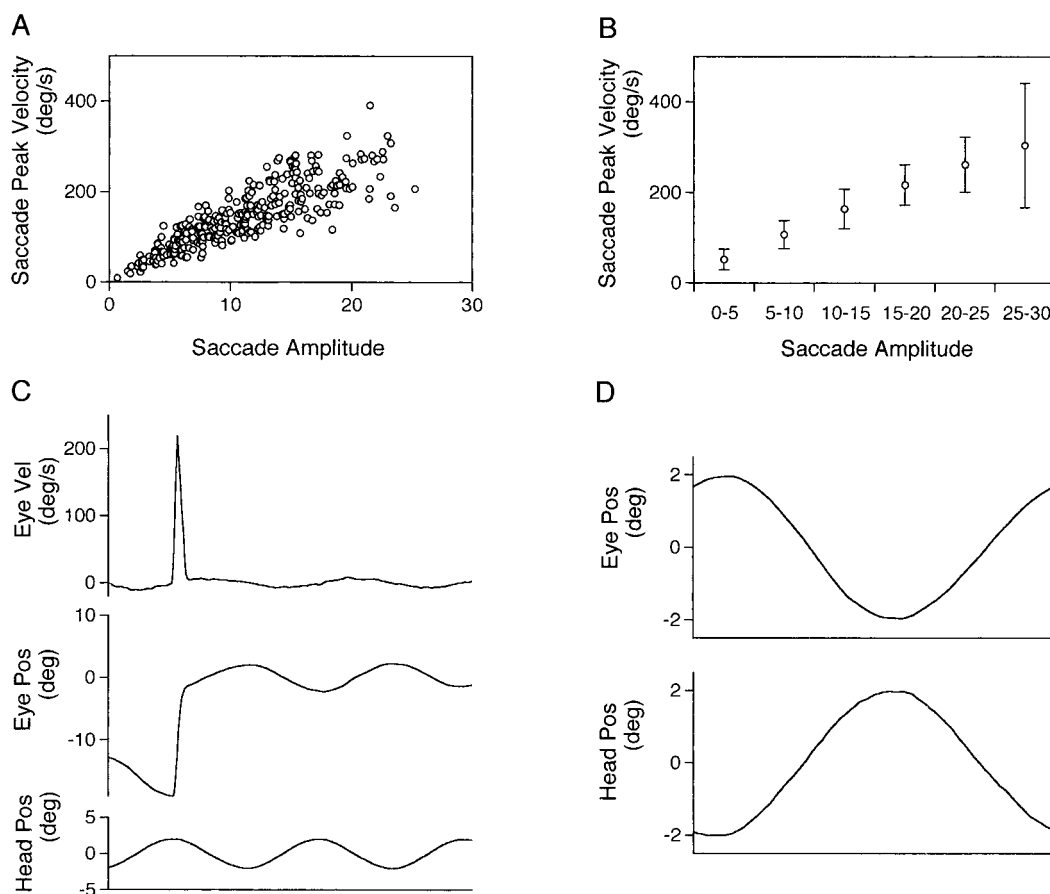 A
Saccade Peak Velocity
(deg/s)
400
200
0
0 10 20 30
Saccade Amplitude
B
Saccade Peak Velocity
(deg/s)
400
200
0
0-5 5-10 10-15 15-20 20-25 25-30
Saccade Amplitude
C
Eye Vel
(deg/s)
200
100
0
Eye Pos
(deg)
10
0
-10
Head Pos
(deg)
5
0
-5
D
Eye Pos
(deg)
2
0
-2
Head Pos
(deg)
2
0
-2